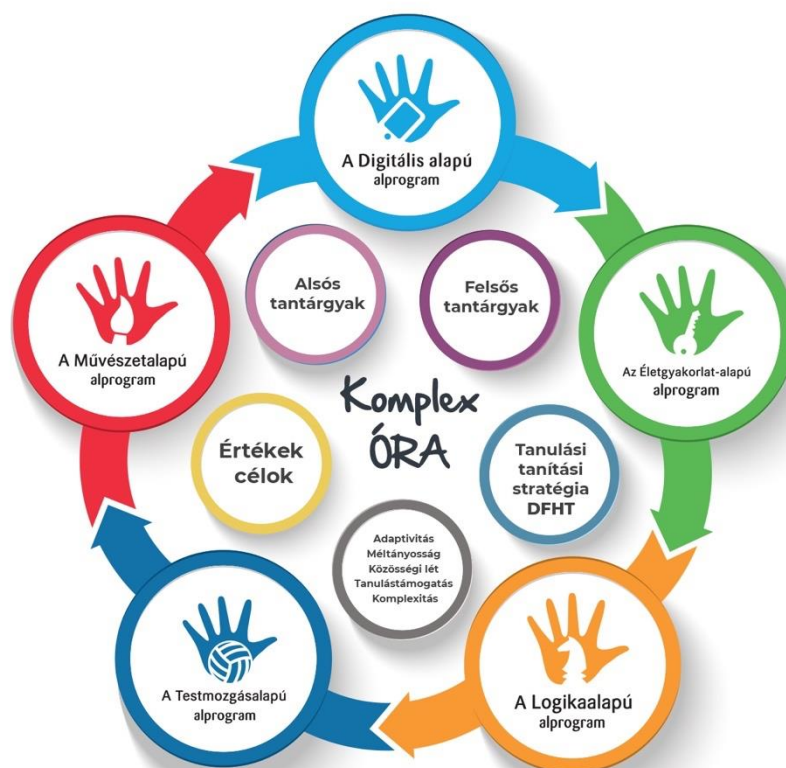 A Digitális alapú
alprogram
Alsós
tantárgyak
Felsős
tantárgyak
A Művészetalapú
alprogram
Az Életgyakorlat-alapú
alprogram
Komplex
ÓRA
Értékek
célok
Tanulási
tanítási
stratégia
DFHT
Adaptivitás
Méltányosság
Közösségi lét
Tanulástámogatás
Komplexitás
A Testmozgásalapú
alprogram
A Logikaalapú
alprogram